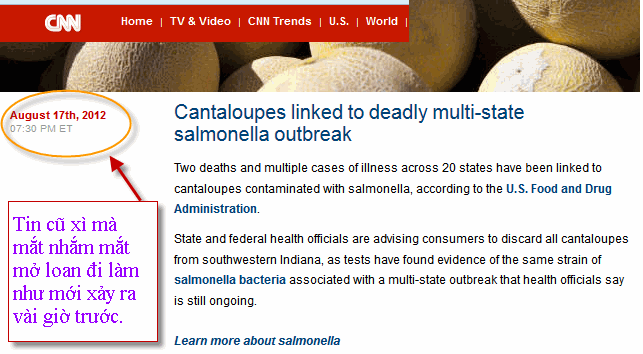 CNN
Home | TV & Video | CNN Trends | U.S. | World |
August 17th, 2012
07:30 PM ET
Cantaloupes linked to deadly multi-state
salmonella outbreak
Two deaths and multiple cases of illness across 20 states have been linked to
cantaloupes contaminated with salmonella, according to the U.S. Food and Drug
Administration.
State and federal health officials are advising consumers to discard all cantaloupes
from southwestern Indiana, as tests have found evidence of the same strain of
salmonella bacteria associated with a multi-state outbreak that health officials say
is still ongoing.
Learn more about salmonella
Tin cũ xì mà
mắt nhắm mắt
mở loan đi làm
như mới xảy ra
vài giờ trước.